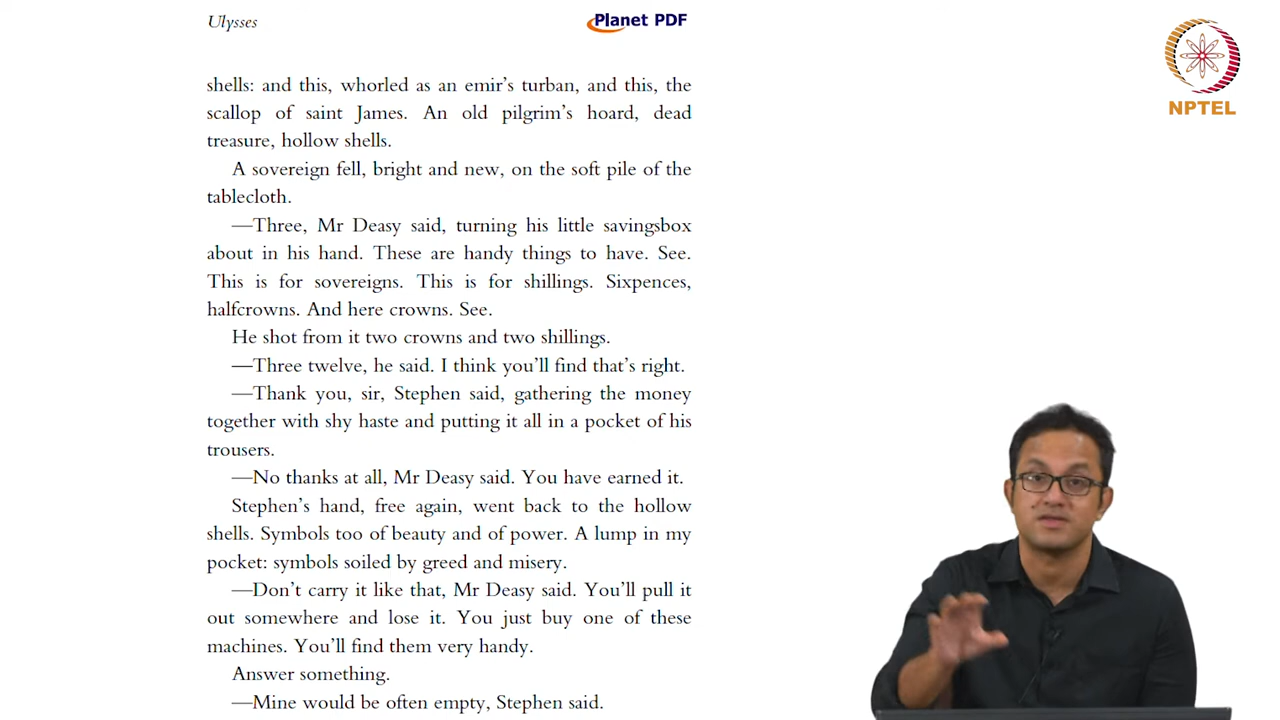 Ulysses
Planet PDF
NPTEL
shells: and this, whorled as an emir’s turban, and this, the
scallop of saint James. An old pilgrim’s hoard, dead
treasure, hollow shells.
A sovereign fell, bright and new, on the soft pile of the
tablecloth.
—Three, Mr Deasy said, turning his little savingsbox
about in his hand. These are handy things to have. See.
This is for sovereigns. This is for shillings. Sixpences,
halfcrowns. And here crowns. See.
He shot from it two crowns and two shillings.
—Three twelve, he said. I think you’ll find that’s right.
—Thank you, sir, Stephen said, gathering the money
together with shy haste and putting it all in a pocket of his
trousers.
—No thanks at all, Mr Deasy said. You have earned it.
Stephen’s hand, free again, went back to the hollow
shells. Symbols too of beauty and of power. A lump in my
pocket: symbols soiled by greed and misery.
—Don’t carry it like that, Mr Deasy said. You’ll pull it
out somewhere and lose it. You just buy one of these
machines. You’ll find them very handy.
Answer something.
—Mine would be often empty, Stephen said.